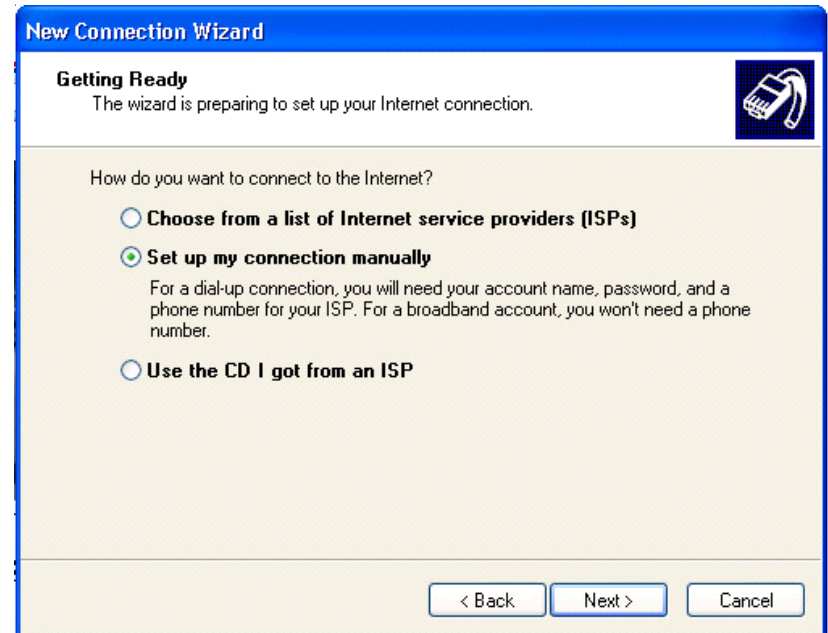 New Connection Wizard
Getting Ready
The wizard is preparing to set up your Internet connection.
How do you want to connect to the Internet?
Choose from a list of Internet service providers (ISPs)
Set up my connection manually
For a dial-up connection, you will need your account name, password, and a
phone number for your ISP. For a broadband account, you won't need a phone
number.
Use the CD I got from an ISP
< Back Next > Cancel